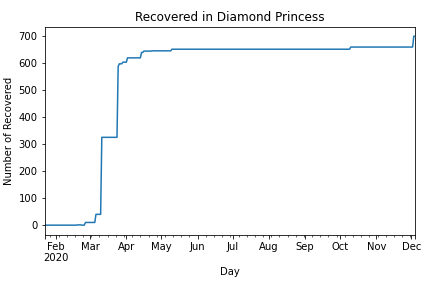 Recovered in Diamond Princess
Number of Recovered
700
600
500
400
300
200
100
0
Feb Mar Apr May Jun Jul Aug Sep Oct Nov Dec
2020
Day